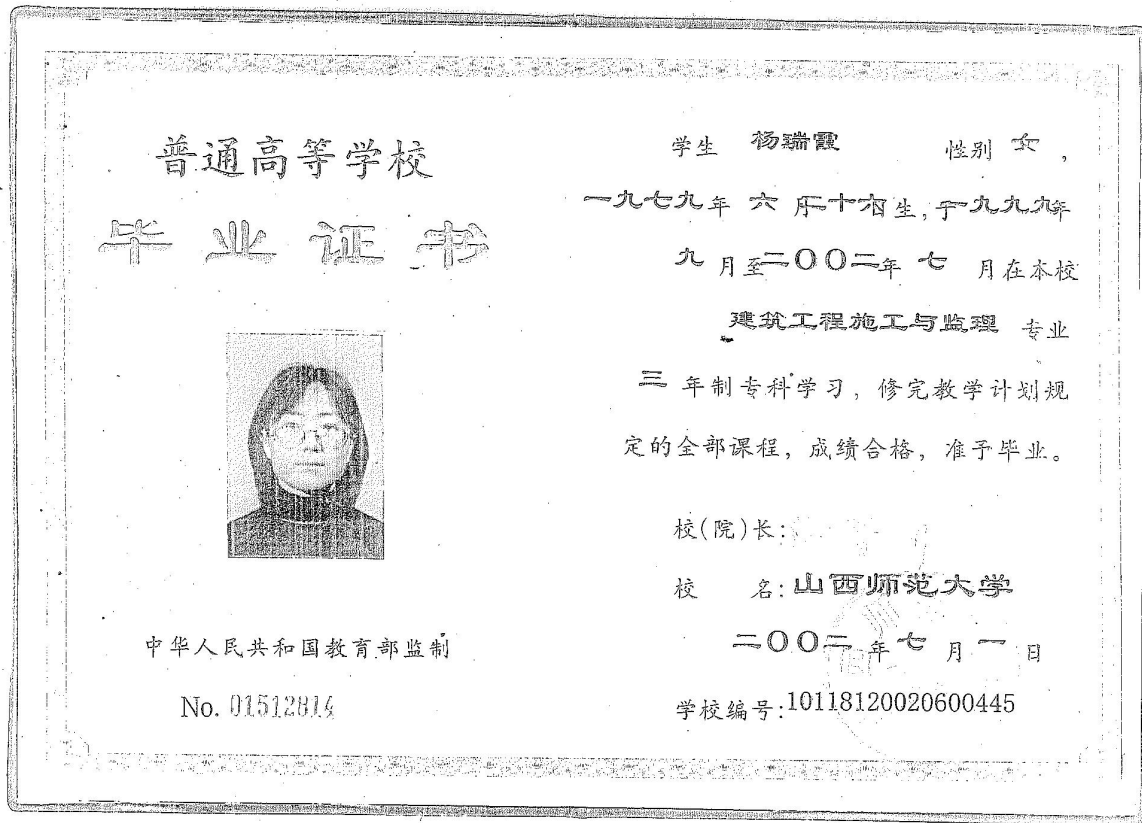 普通高等学校
毕业证书
中华人民共和国教育部监制
No. 01512814
学生 杨瑞霞 性别 女，
一九七九年 六 月二十六日生，于一九九九年
九 月至二〇〇二年 七 月在本校
建筑工程施工与监理 专业
三 年制专科学习，修完教学计划规
定的全部课程，成绩合格，准予毕业。
校(院)长:
校 名: 山西师范大学
二〇〇二 年 七 月 一 日
学校编号: 10118120020600445